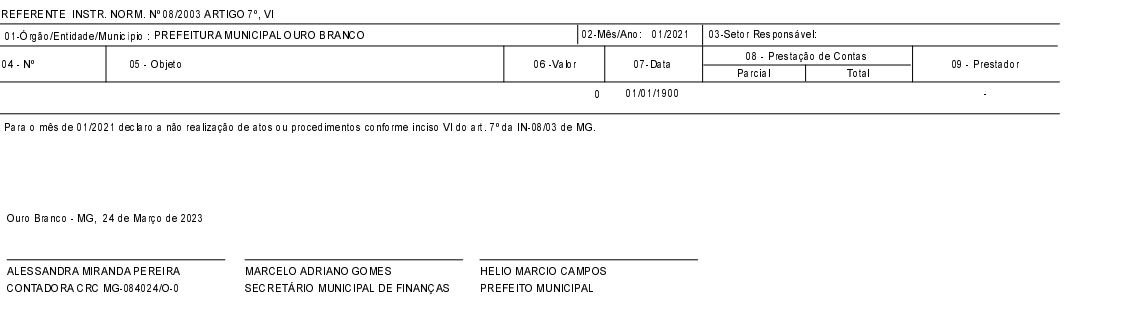 REFERENTE INSTR. NORM. Nº 08/2003 ARTIGO 7º, VI
01-Órgão/Entidade/Município : PREFEITURA MUNICIPAL OURO BRANCO 02-Mês/Ano: 01/2021 03-Setor Responsável:
04 - Nº 05 - Objeto 06 -Valor 07-Data 08 - Prestação de Contas 09 - Prestador
Parcial Total
0 01/01/1900 -
Para o mês de 01/2021 declaro a não realização de atos ou procedimentos conforme inciso VI do art. 7º da IN-08/03 de MG.
Ouro Branco - MG, 24 de Março de 2023
ALESSANDRA MIRANDA PEREIRA MARCELO ADRIANO GOMES HELIO MARCIO CAMPOS
CONTADORA CRC MG-084024/O-0 SECRETÁRIO MUNICIPAL DE FINANÇAS PREFEITO MUNICIPAL